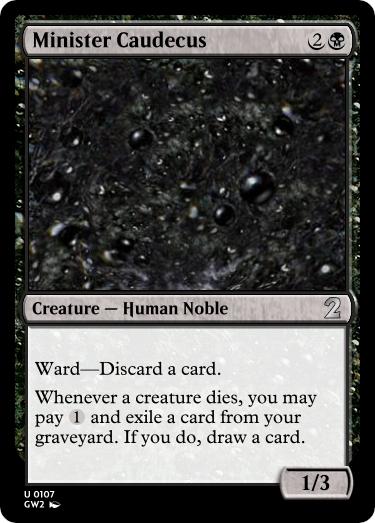 Minister Caudecus 2
Creature — Human Noble 2
Ward—Discard a card.
Whenever a creature dies, you may
pay 1 and exile a card from your
graveyard. If you do, draw a card.
1/3
U 0107
GW2